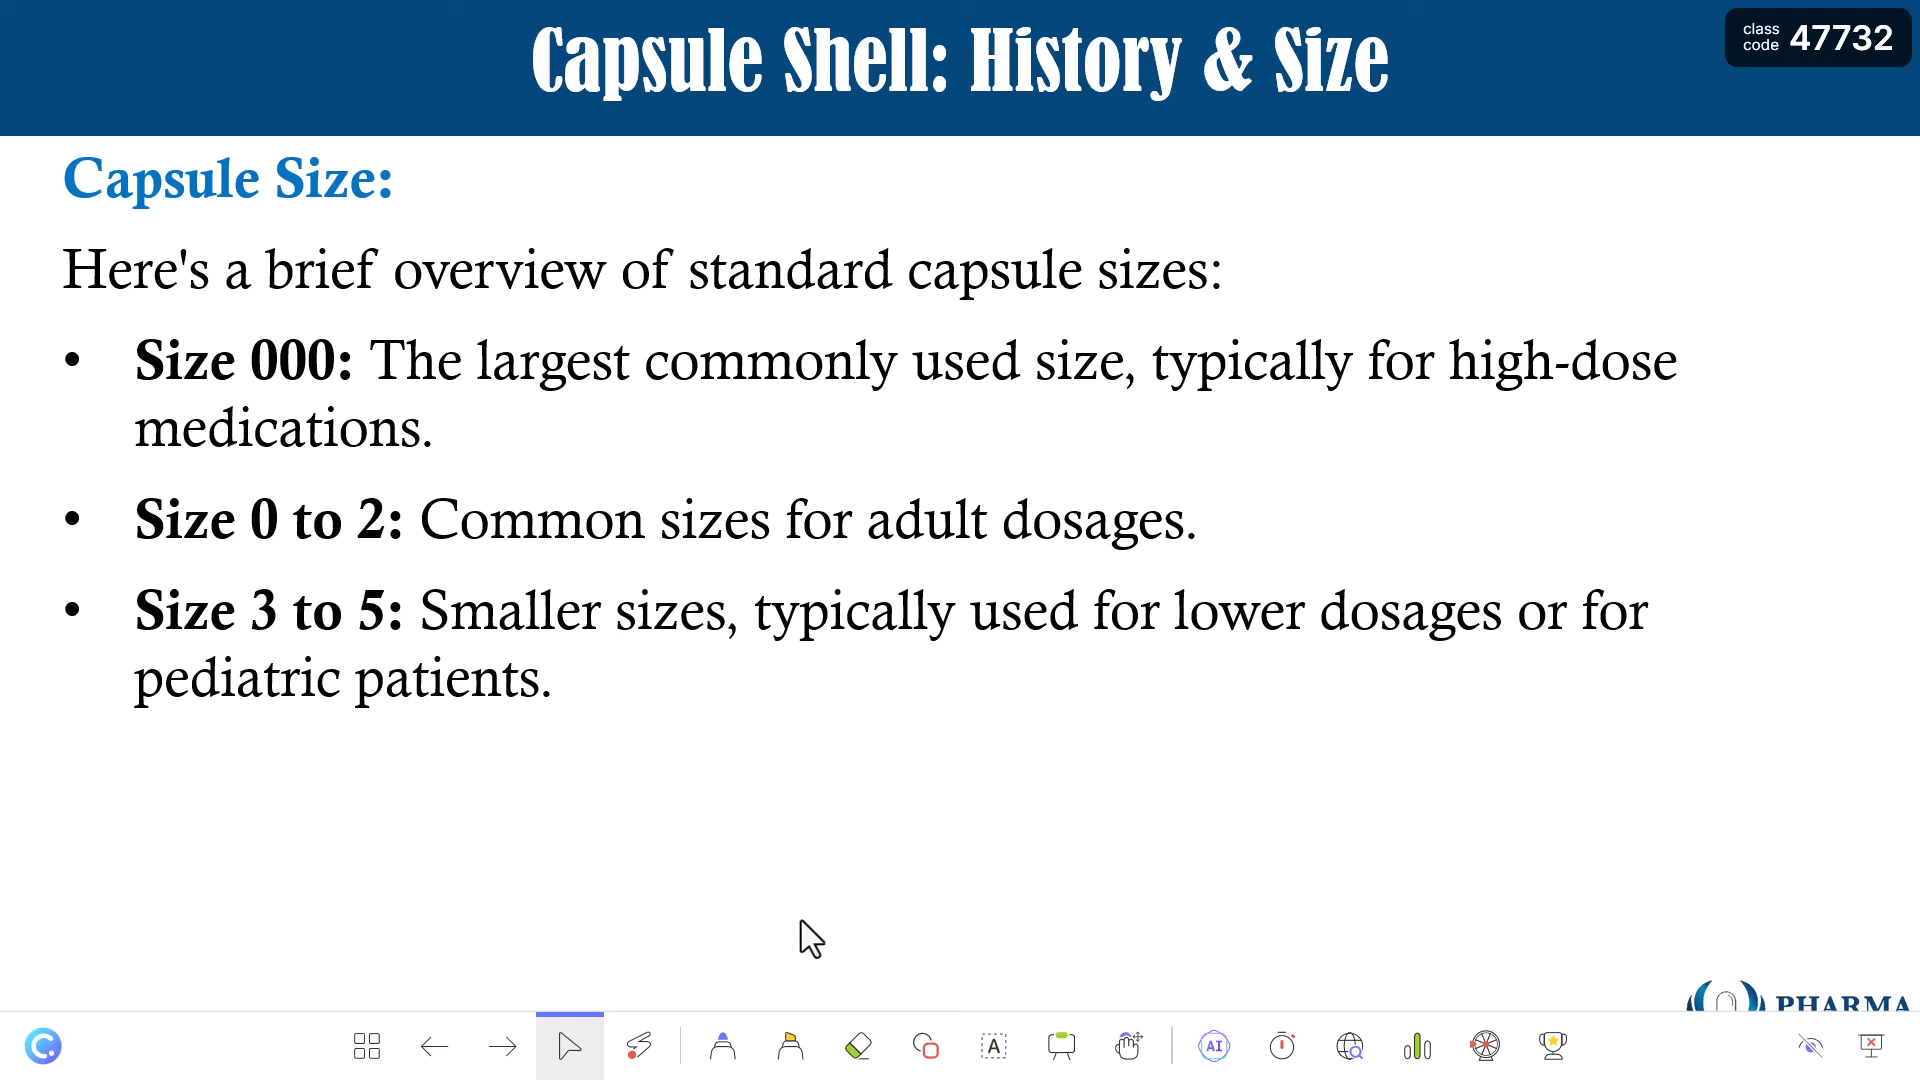 Capsule Shell: History & Size
class code 47732
Capsule Size:
Here's a brief overview of standard capsule sizes:
• Size 000: The largest commonly used size, typically for high-dose
medications.
• Size 0 to 2: Common sizes for adult dosages.
• Size 3 to 5: Smaller sizes, typically used for lower dosages or for
pediatric patients.
PHARMA
A
AI